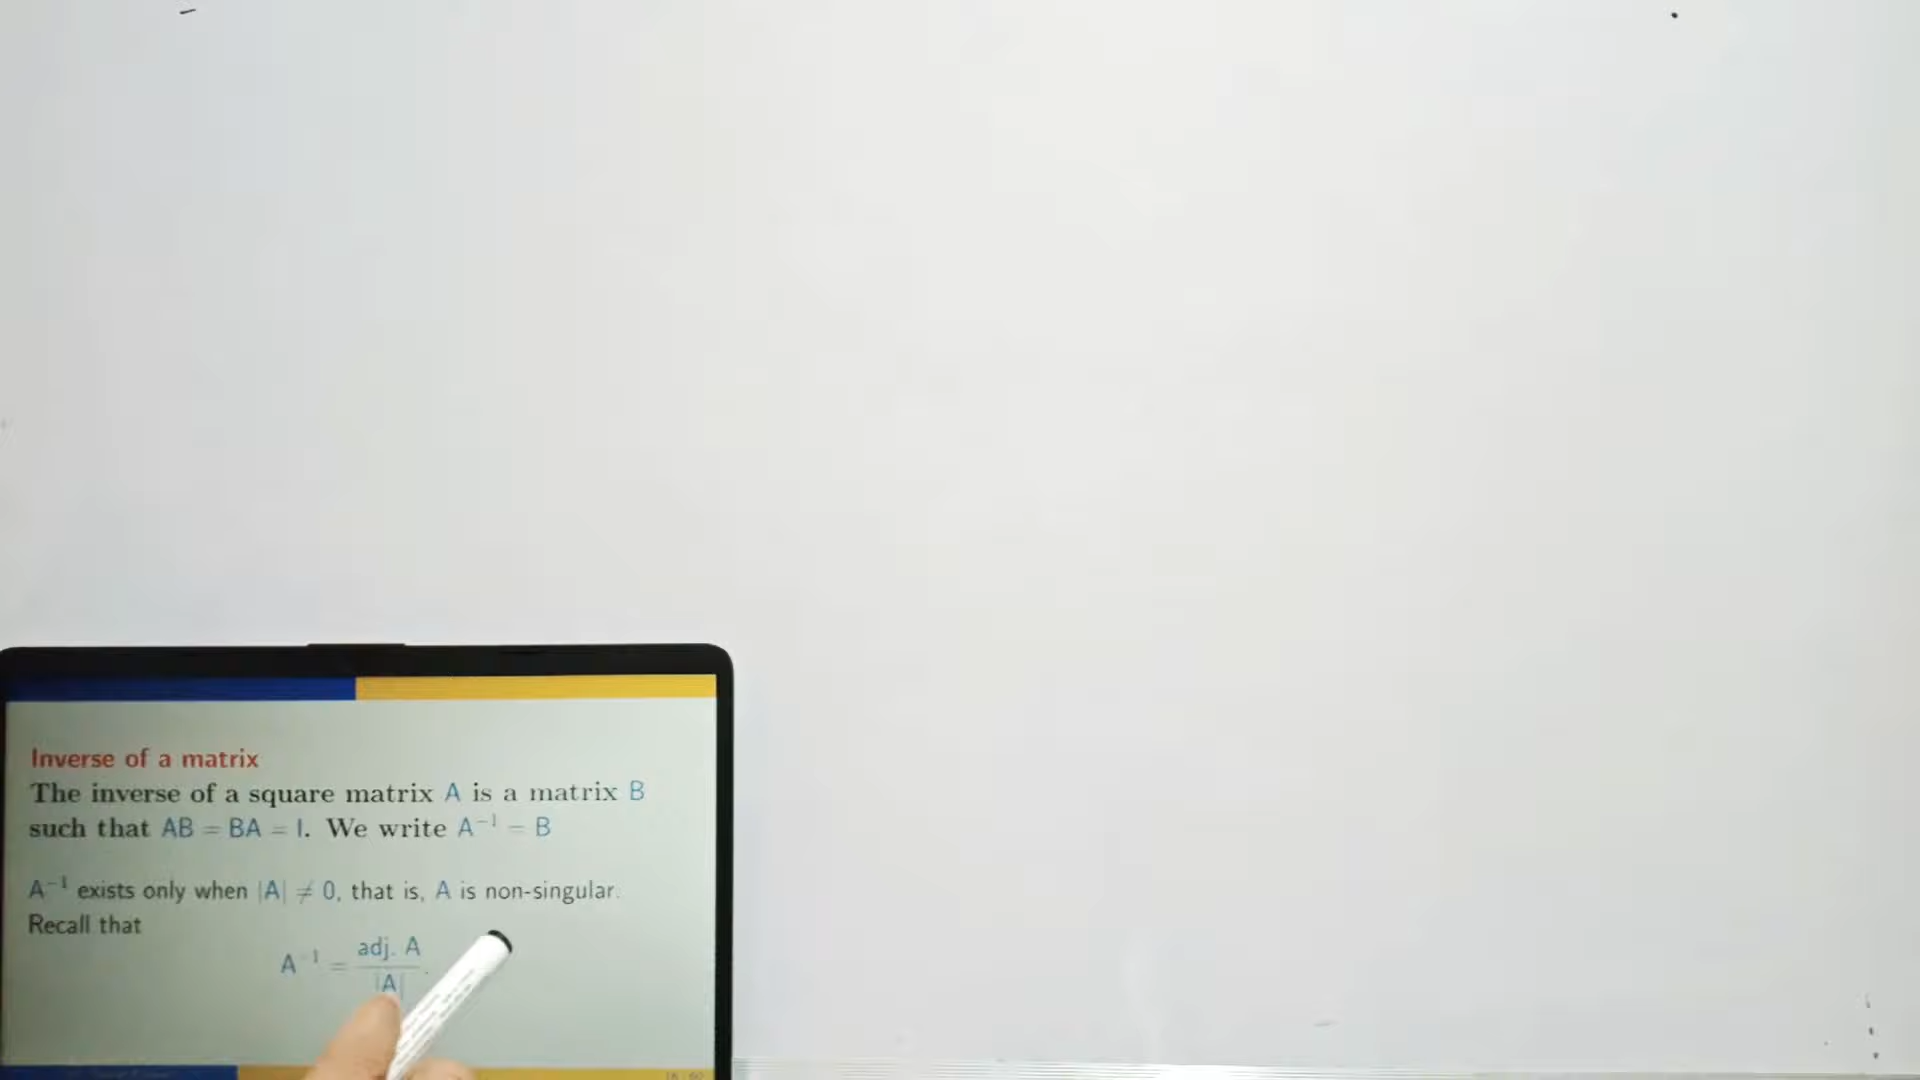 Inverse of a matrix
The inverse of a square matrix A is a matrix B
such that AB = BA = I. We write A⁻¹ = B
A⁻¹ exists only when |A| ≠ 0, that is, A is non-singular.
Recall that
A⁻¹ = adj. A / |A|.